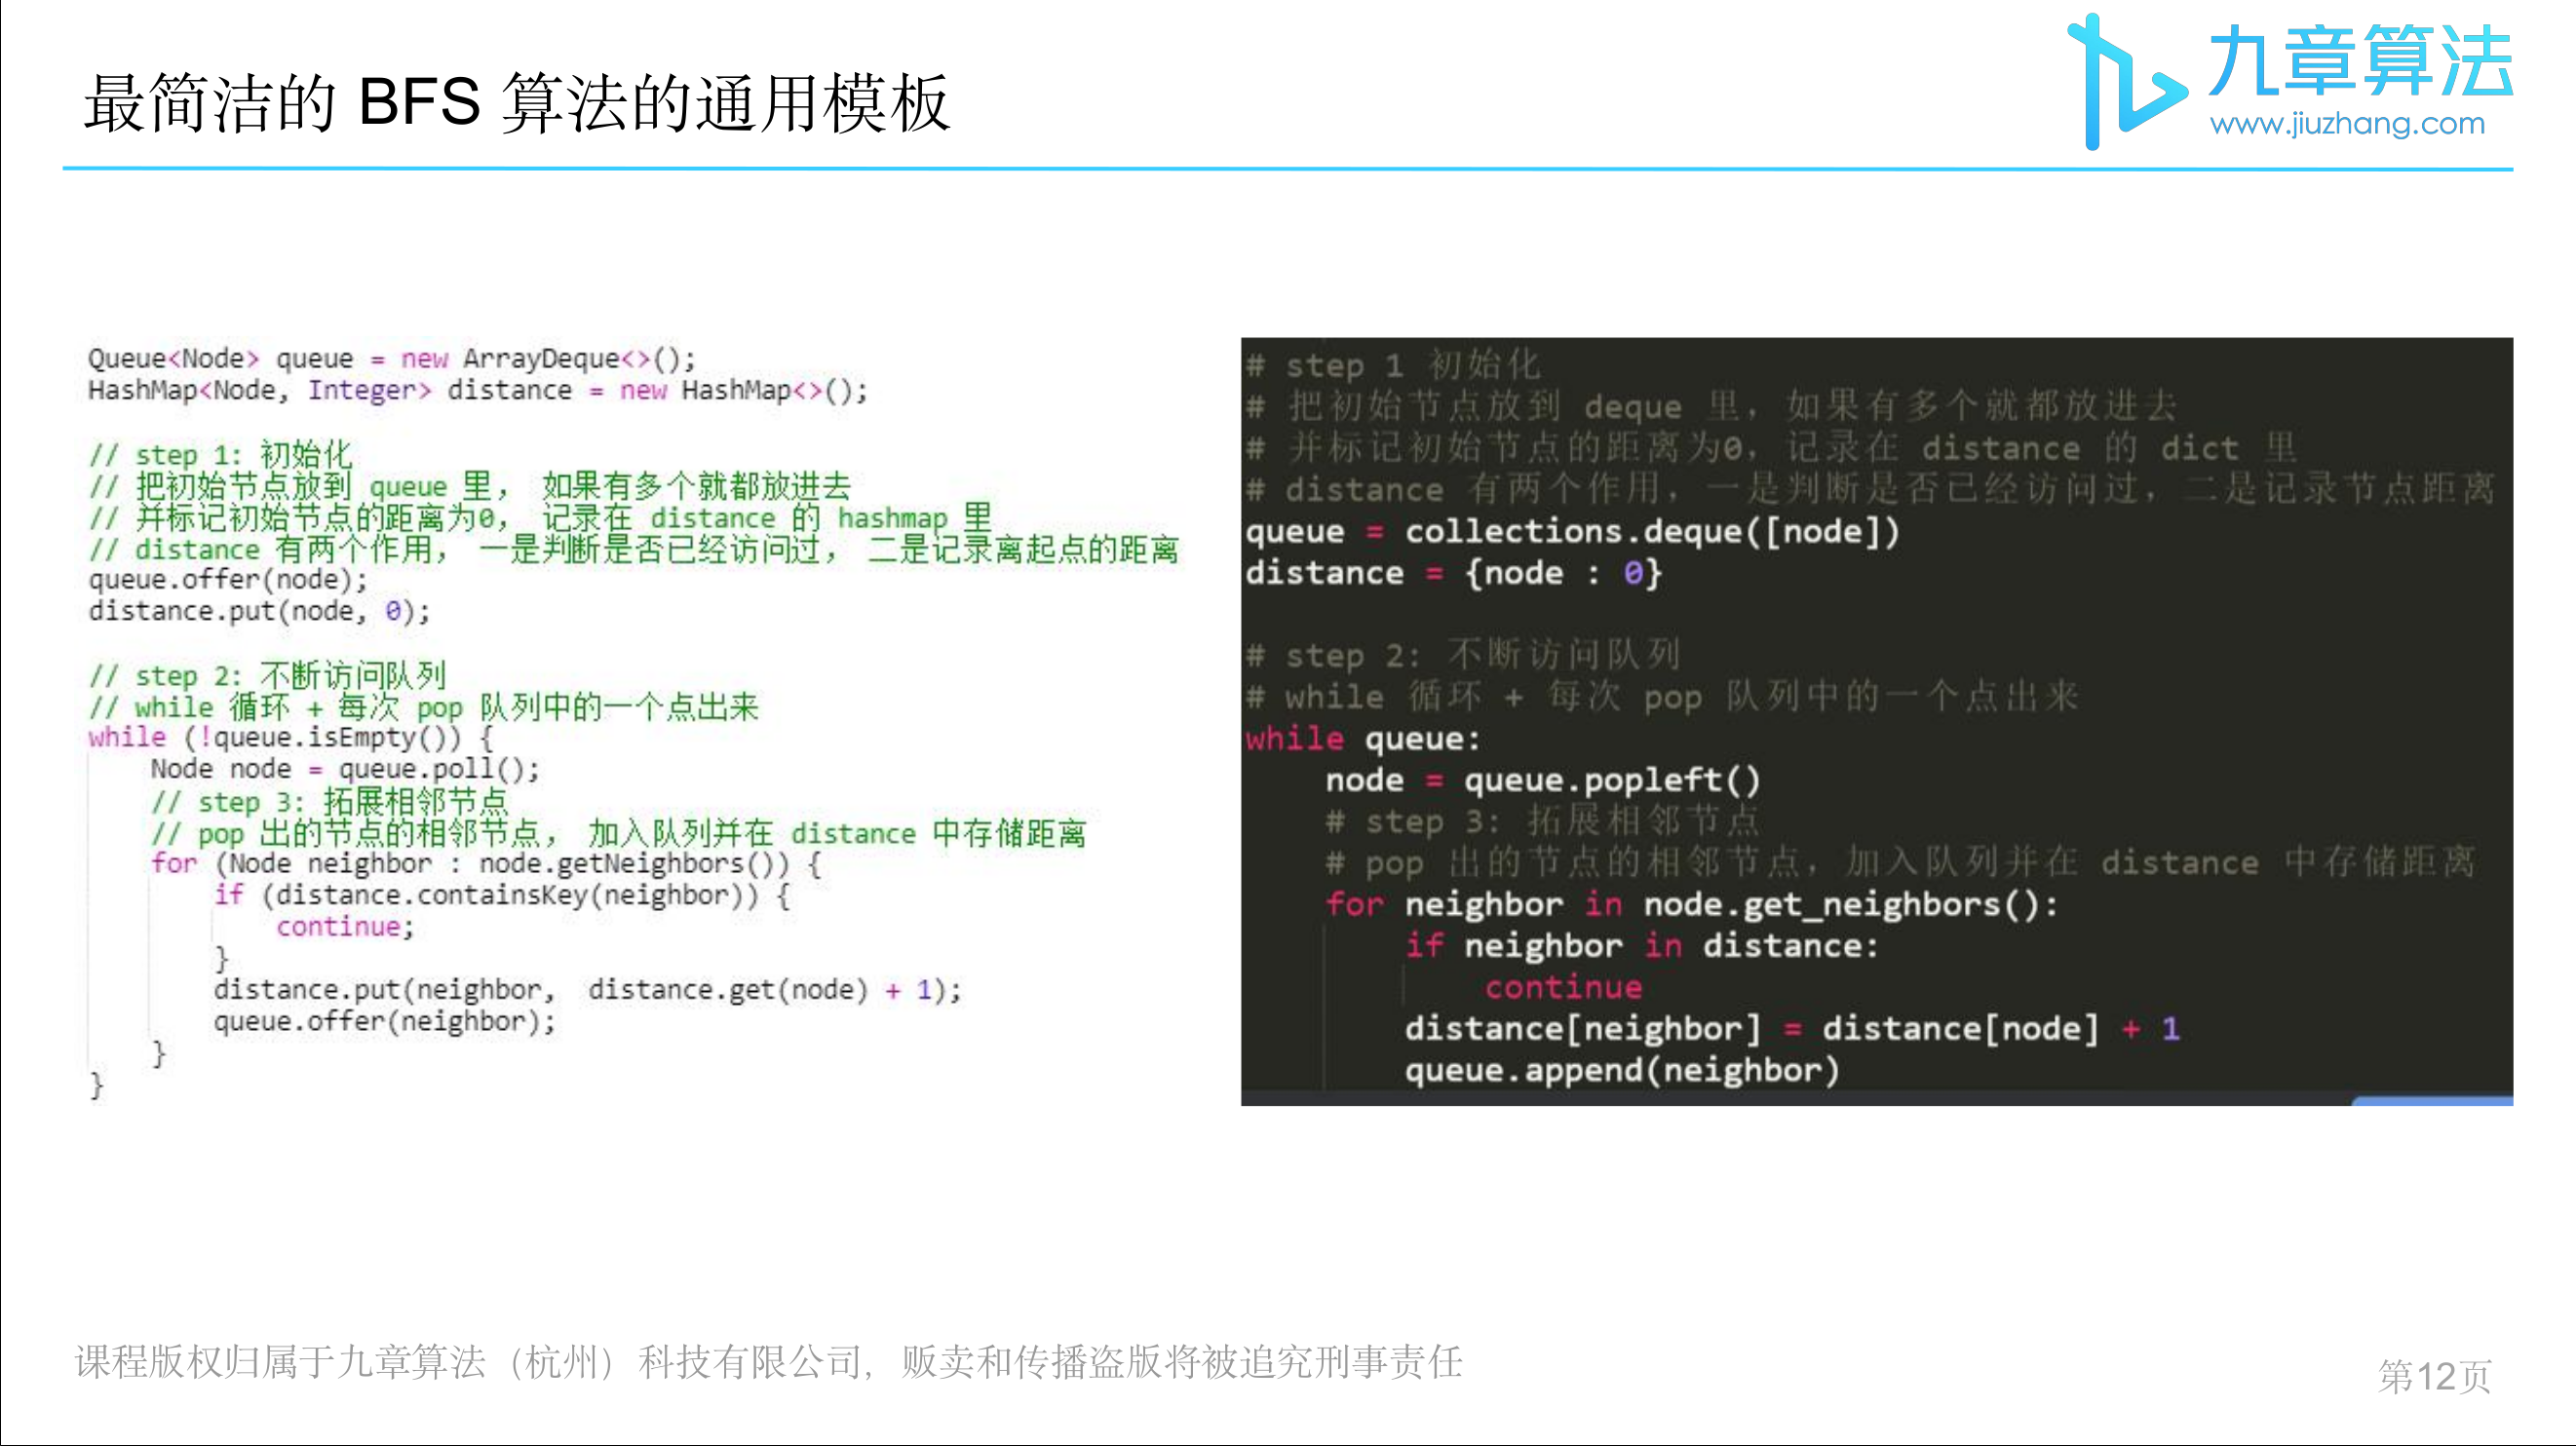 最简洁的 BFS 算法的通用模板
九章算法
www.jiuzhang.com
Queue<Node> queue = new ArrayDeque<>();
HashMap<Node, Integer> distance = new HashMap<>();
// step 1: 初始化
// 把初始节点放到 queue 里， 如果有多个就都放进去
// 并标记初始节点的距离为0， 记录在 distance 的 hashmap 里
// distance 有两个作用， 一是判断是否已经访问过， 二是记录离起点的距离
queue.offer(node);
distance.put(node, 0);
// step 2: 不断访问队列
// while 循环 + 每次 pop 队列中的一个点出来
while (!queue.isEmpty()) {
    Node node = queue.poll();
    // step 3: 拓展相邻节点
    // pop 出的节点的相邻节点， 加入队列并在 distance 中存储距离
    for (Node neighbor : node.getNeighbors()) {
        if (distance.containsKey(neighbor)) {
            continue;
        }
        distance.put(neighbor,  distance.get(node) + 1);
        queue.offer(neighbor);
    }
}
# step 1 初始化
# 把初始节点放到 deque 里，如果有多个就都放进去
# 并标记初始节点的距离为0，记录在 distance 的 dict 里
# distance 有两个作用，一是判断是否已经访问过，二是记录节点距离
queue = collections.deque([node])
distance = {node : 0}
# step 2: 不断访问队列
# while 循环 + 每次 pop 队列中的一个点出来
while queue:
    node = queue.popleft()
    # step 3: 拓展相邻节点
    # pop 出的节点的相邻节点，加入队列并在 distance 中存储距离
    for neighbor in node.get_neighbors():
        if neighbor in distance:
            continue
        distance[neighbor] = distance[node] + 1
        queue.append(neighbor)
课程版权归属于九章算法（杭州）科技有限公司，贩卖和传播盗版将被追究刑事责任
第12页